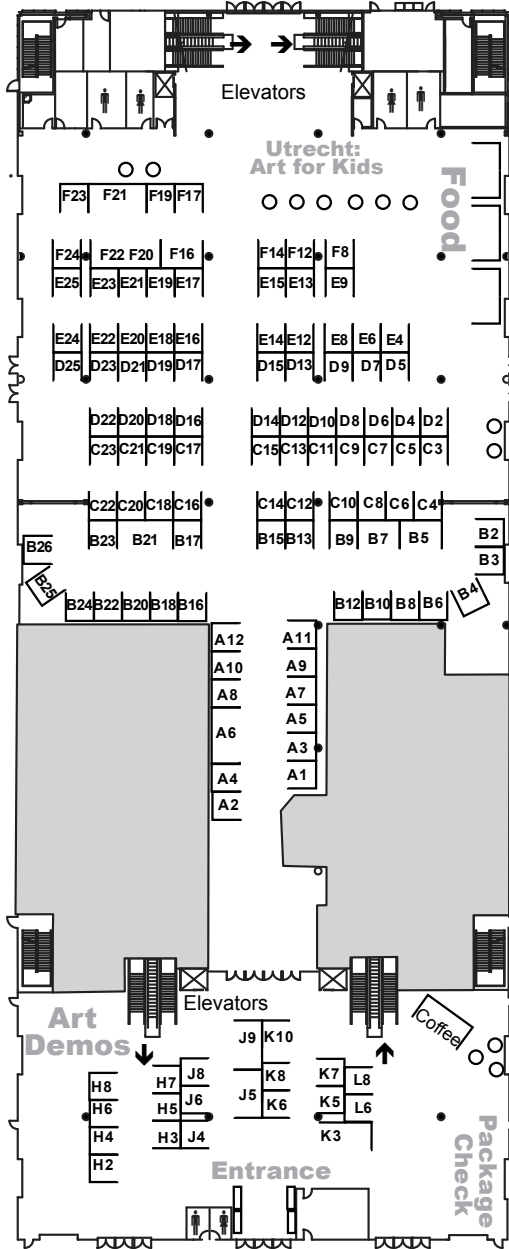 Elevators
Utrecht:
Art for Kids
Food
F23 F21 F19 F17
F24 F22 F20 F16 F14 F12 F8
E25 E23 E21 E19 E17 E15 E13 E9
E24 E22 E20 E18 E16 E14 E12 E8 E6 E4
D25 D23 D21 D19 D17 D15 D13 D9 D7 D5
D22 D20 D18 D16 D14 D12 D10 D8 D6 D4 D2
C23 C21 C19 C17 C15 C13 C11 C9 C7 C5 C3
C22 C20 C18 C16 C14 C12 C10 C8 C6 C4
B26 B23 B21 B17 B15 B13 B9 B7 B5 B2
B3
B25 B4
B24 B22 B20 B18 B16 B12 B10 B8 B6
A12 A11
A10 A9
A8 A7
A6 A5
A3
A4 A1
A2
Elevators
Art
Demos
Coffee
J9 K10
H8 H7 J8 K8 K7 L8
H6 H5 J6 J5 K6 K5 L6
H4 H3 J4 K3
H2
Entrance
Package
Check